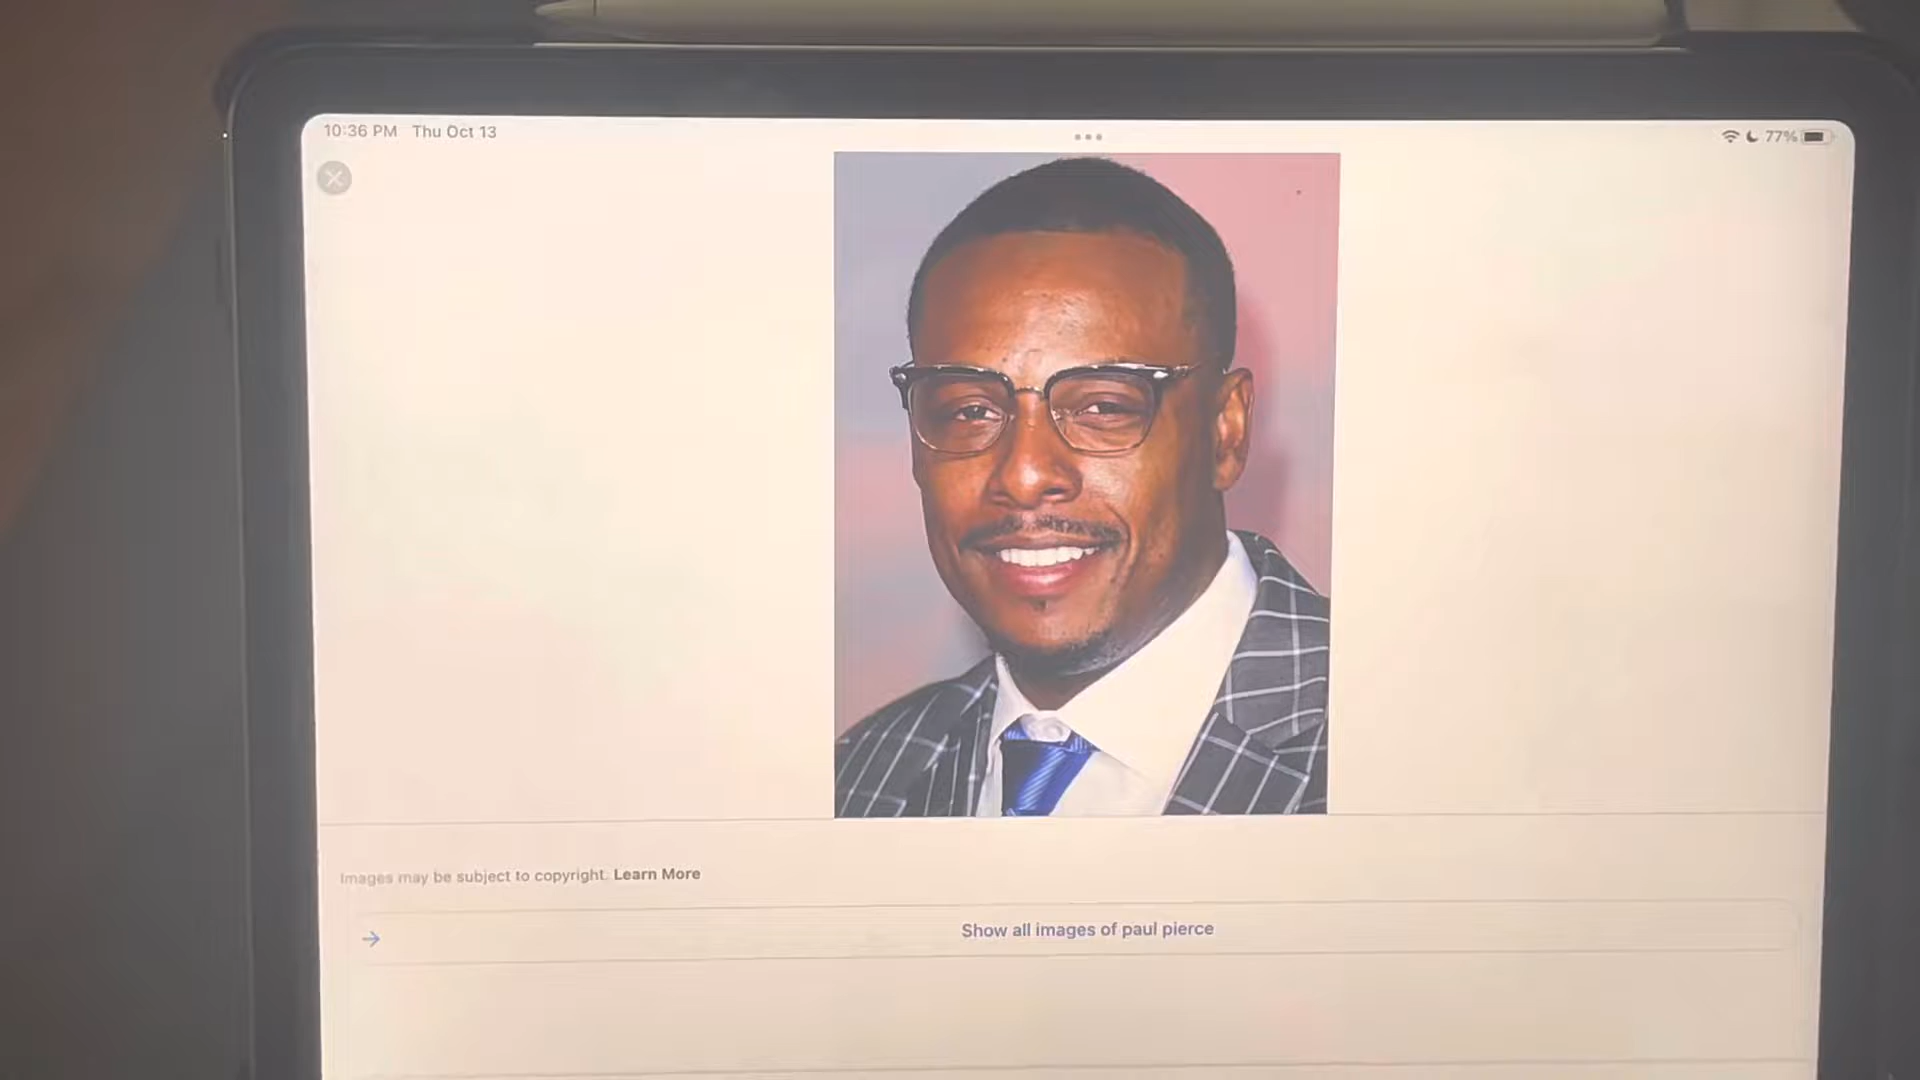 10:36 PM Thu Oct 13
77%
Images may be subject to copyright. Learn More
Show all images of paul pierce